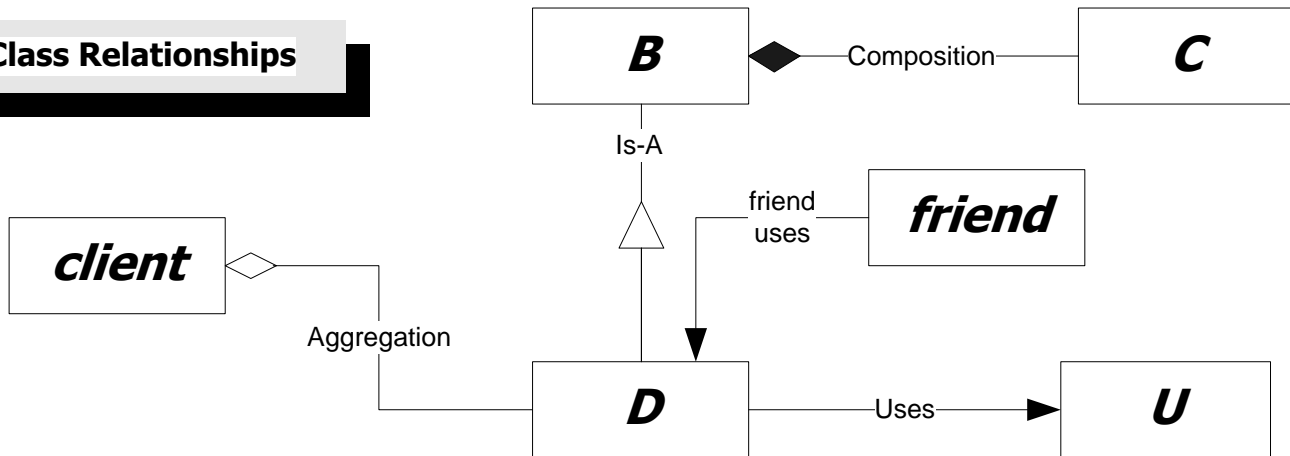 Class Relationships
B
Composition
C
Is-A
friend
uses
friend
client
Aggregation
D
Uses
U